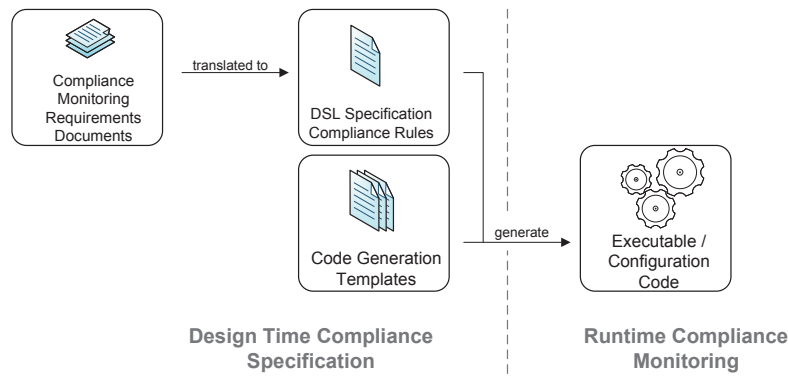 Compliance
Monitoring
Requirements
Documents
translated to
DSL Specification
Compliance Rules
Code Generation
Templates
generate
Executable /
Configuration
Code
Design Time Compliance
Specification
Runtime Compliance
Monitoring